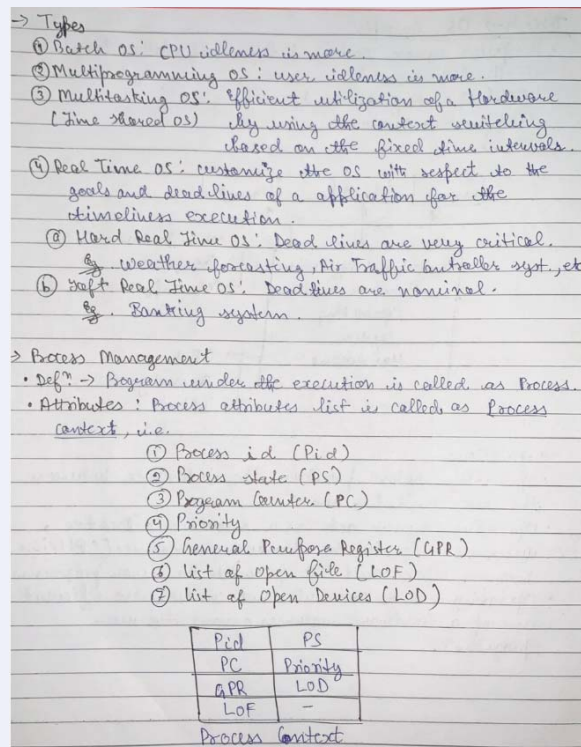 → Types
① Batch OS: CPU idleness is more.
② Multiprogramming OS: user idleness is more.
③ Multitasking OS: Efficient utilization of a Hardware
(Time shared OS) by using the context switching
based on the fixed time intervals.
④ Real Time OS: customize the OS with respect to the
goals and dead lines of a application for the
timeliness execution.
ⓐ Hard Real Time OS: Dead lines are very critical.
Eg. Weather forcasting, Air Traffic Controller syst., etc
ⓑ Soft Real Time OS: Deadlines are nominal.
Eg. Banking system.
→ Process Management
• Defⁿ: → Program under the execution is called as Process.
• Attributes: Process attributes list is called as Process
context, i.e.
① Process id (Pid)
② Process state (PS)
③ Program Counter (PC)
④ Priority
⑤ General Purpose Register (GPR)
⑥ List of Open file (LOF)
⑦ List of Open Devices (LOD)
Pid PS
PC Priority
GPR LOD
LOF –
Process Context